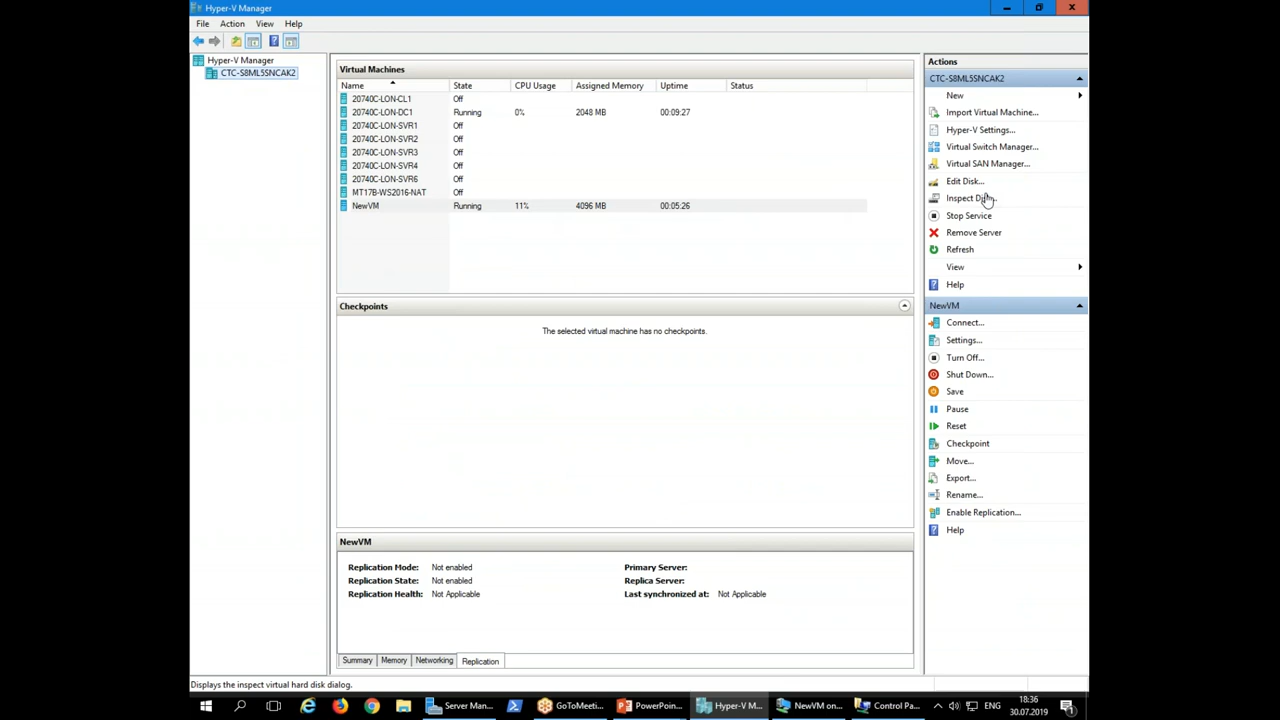 Hyper-V Manager
File Action View Help
Hyper-V Manager
CTC-S8ML5SNCAK2
Virtual Machines
Name State CPU Usage Assigned Memory Uptime Status
20740C-LON-CL1 Off
20740C-LON-DC1 Running 0% 2048 MB 00:09:27
20740C-LON-SVR1 Off
20740C-LON-SVR2 Off
20740C-LON-SVR3 Off
20740C-LON-SVR4 Off
20740C-LON-SVR6 Off
MT17B-WS2016-NAT Off
NewVM Running 11% 4096 MB 00:05:26
Checkpoints
The selected virtual machine has no checkpoints.
NewVM
Replication Mode: Not enabled
Replication State: Not enabled
Replication Health: Not Applicable
Primary Server:
Replica Server:
Last synchronized at: Not Applicable
Summary Memory Networking Replication
Actions
CTC-S8ML5SNCAK2
New
Import Virtual Machine...
Hyper-V Settings...
Virtual Switch Manager...
Virtual SAN Manager...
Edit Disk...
Inspect
Stop Service
Remove Server
Refresh
View
Help
NewVM
Connect...
Settings...
Turn Off...
Shut Down...
Save
Pause
Reset
Checkpoint
Move...
Export...
Rename...
Enable Replication...
Help
Displays the inspect virtual hard disk dialog.
Server Man... GoToMeeti... PowerPoin... Hyper-V M... NewVM on... Control Pa... ENG 18:36
30.07.2019